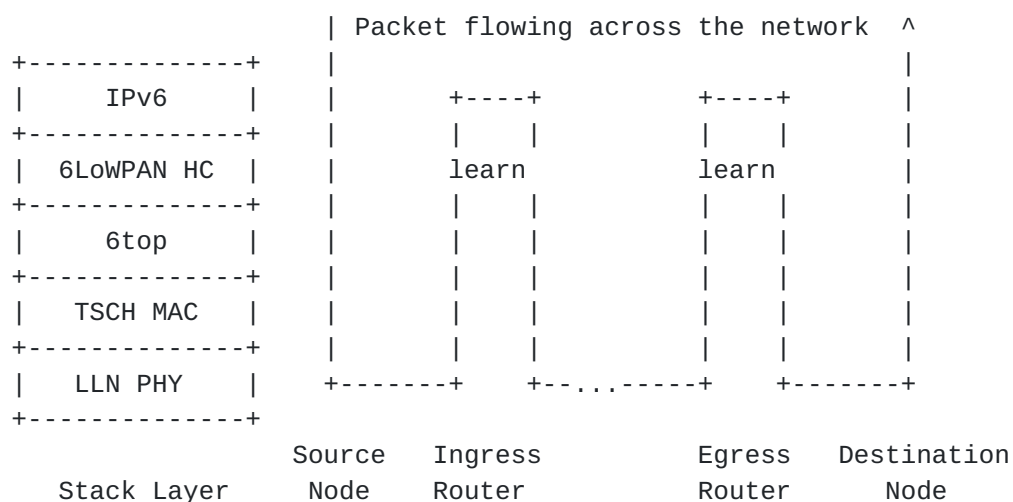 | Packet flowing across the network ^
+--------------+ | |
| IPv6 | | +----+ +----+ |
+--------------+ | | | | | |
| 6LoWPAN HC | | learn learn |
+--------------+ | | | | | |
| 6top | | | | | | |
+--------------+ | | | | | |
| TSCH MAC | | | | | | |
+--------------+ | | | | | |
| LLN PHY | +-------+ +--...-----+ +-------+
+--------------+
Source Ingress Egress Destination
Stack Layer Node Router Router Node